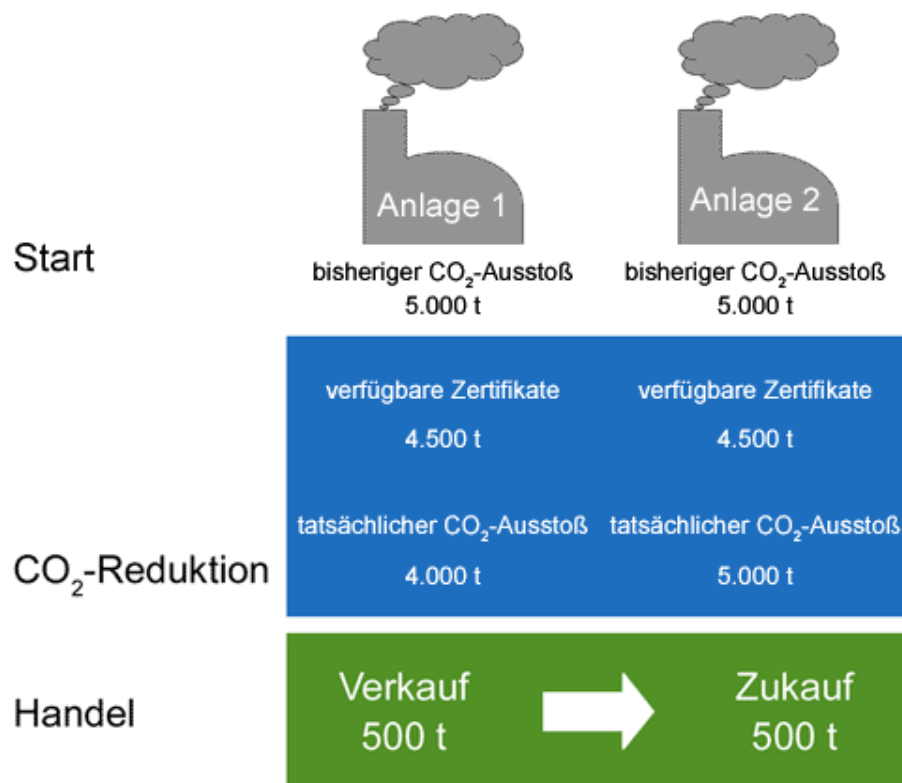 Anlage 1
Anlage 2
Start
bisheriger CO₂-Ausstoß
5.000 t
bisheriger CO₂-Ausstoß
5.000 t
verfügbare Zertifikate
4.500 t
verfügbare Zertifikate
4.500 t
CO₂-Reduktion
tatsächlicher CO₂-Ausstoß
4.000 t
tatsächlicher CO₂-Ausstoß
5.000 t
Handel
Verkauf
500 t
Zukauf
500 t